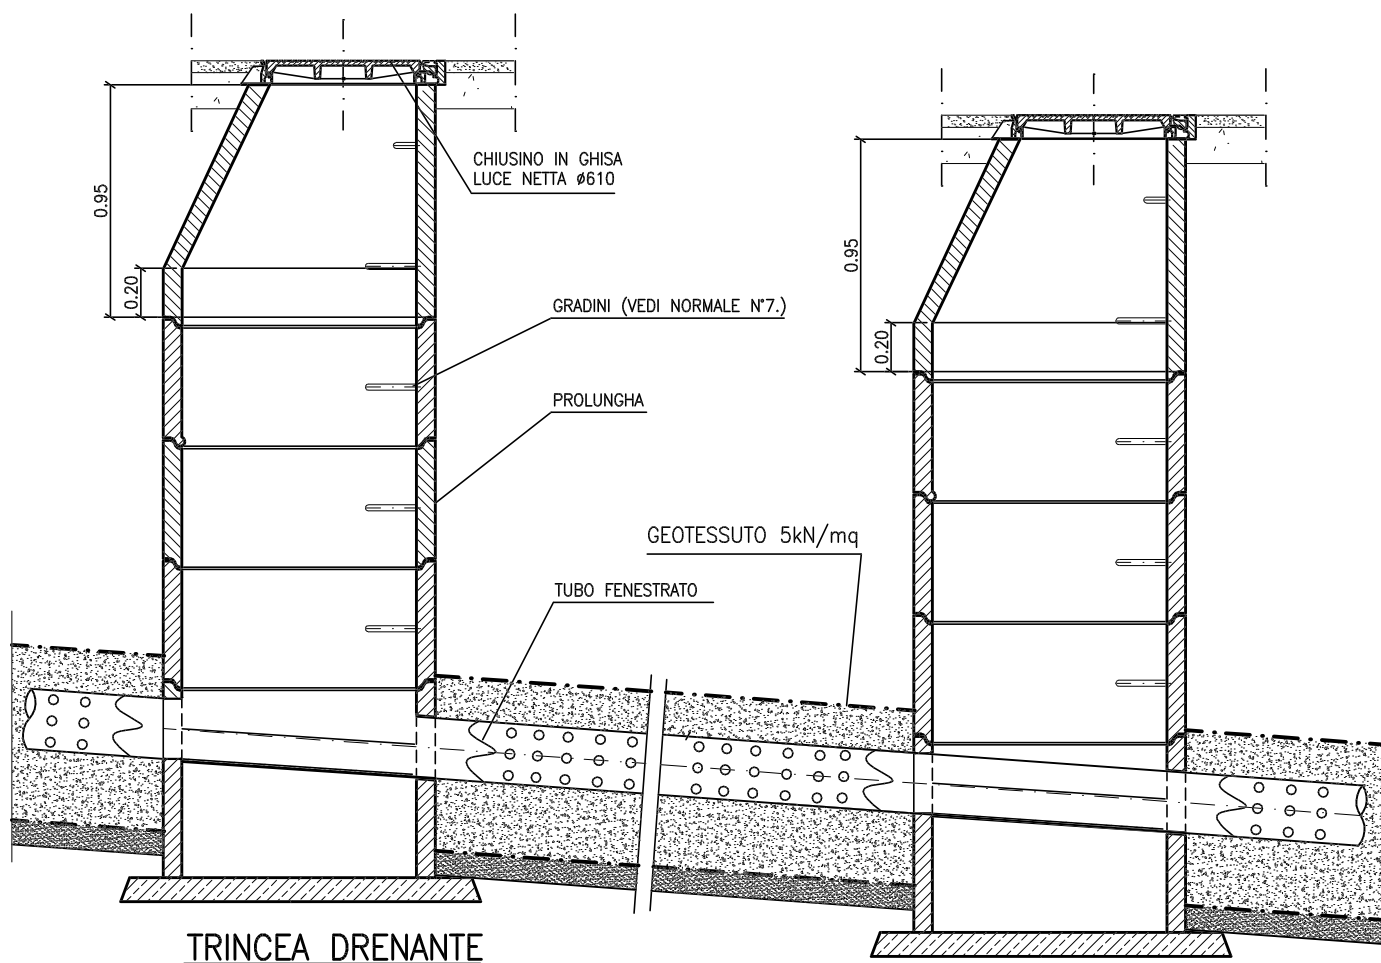 CHIUSINO IN GHISA
LUCE NETTA ø610
0.95
0.95
0.20
GRADINI (VEDI NORMALE N°7.)
0.20
PROLUNGHA
GEOTESSUTO 5kN/mq
TUBO FENESTRATO
TRINCEA DRENANTE